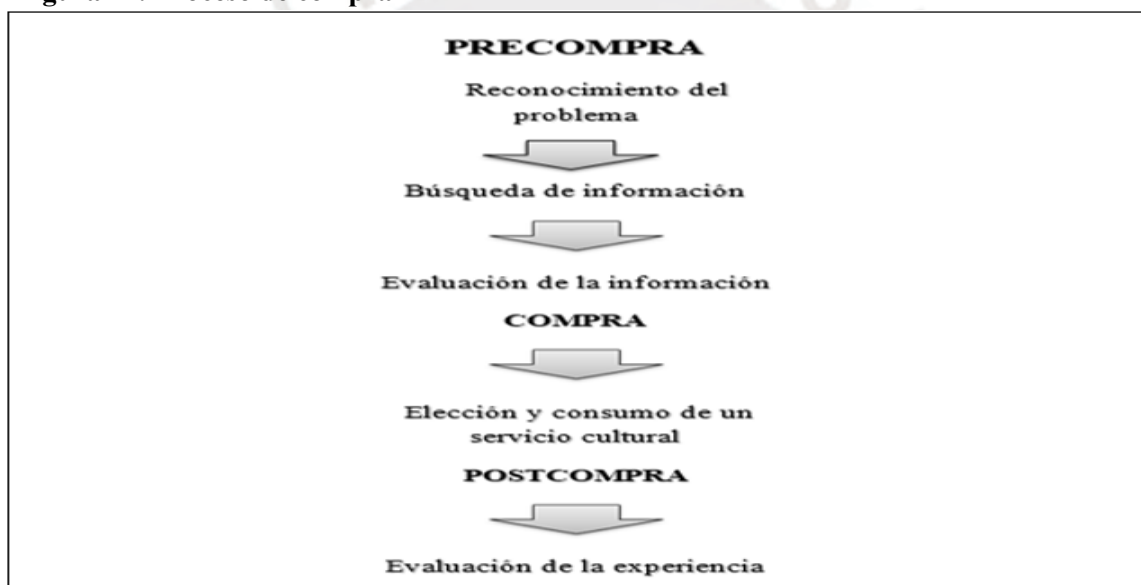 PRECOMPRA
Reconocimiento del
problema
Búsqueda de información
Evaluación de la información
COMPRA
Elección y consumo de un
servicio cultural
POSTCOMPRA
Evaluación de la experiencia